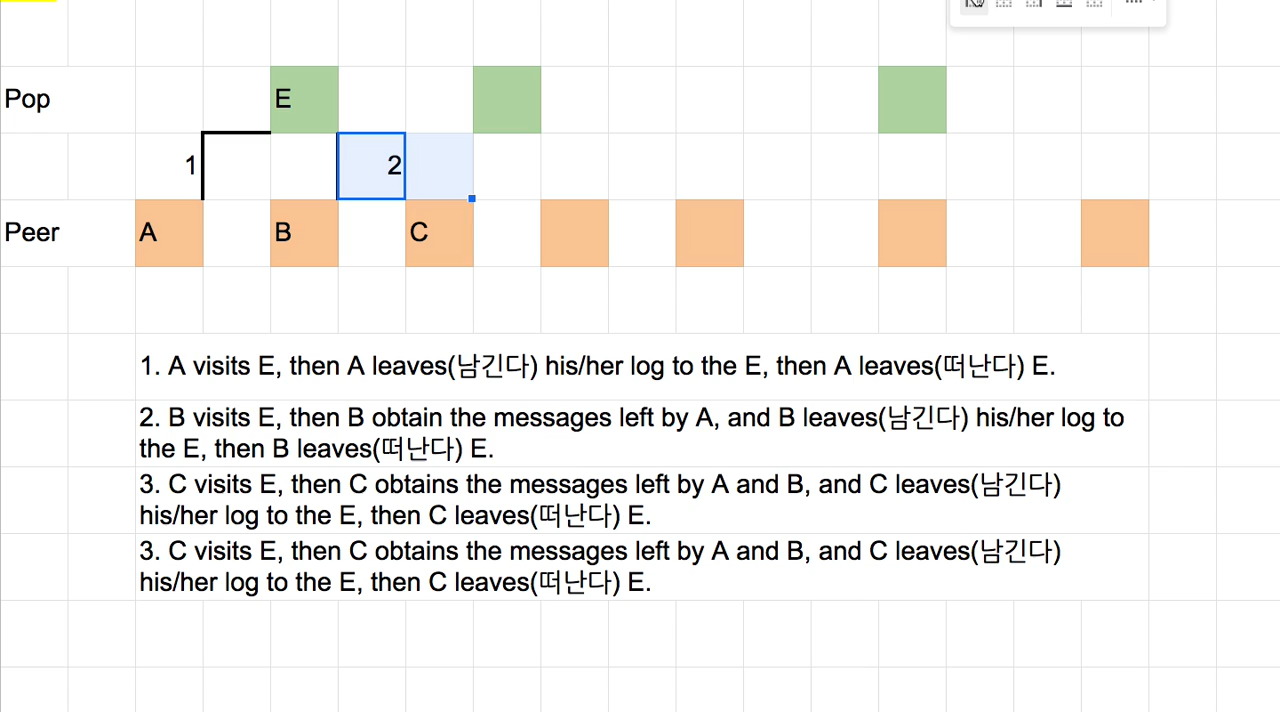 Pop
E
1
2
Peer
A
B
C
1. A visits E, then A leaves(남긴다) his/her log to the E, then A leaves(떠난다) E.
2. B visits E, then B obtain the messages left by A, and B leaves(남긴다) his/her log to
the E, then B leaves(떠난다) E.
3. C visits E, then C obtains the messages left by A and B, and C leaves(남긴다)
his/her log to the E, then C leaves(떠난다) E.
3. C visits E, then C obtains the messages left by A and B, and C leaves(남긴다)
his/her log to the E, then C leaves(떠난다) E.